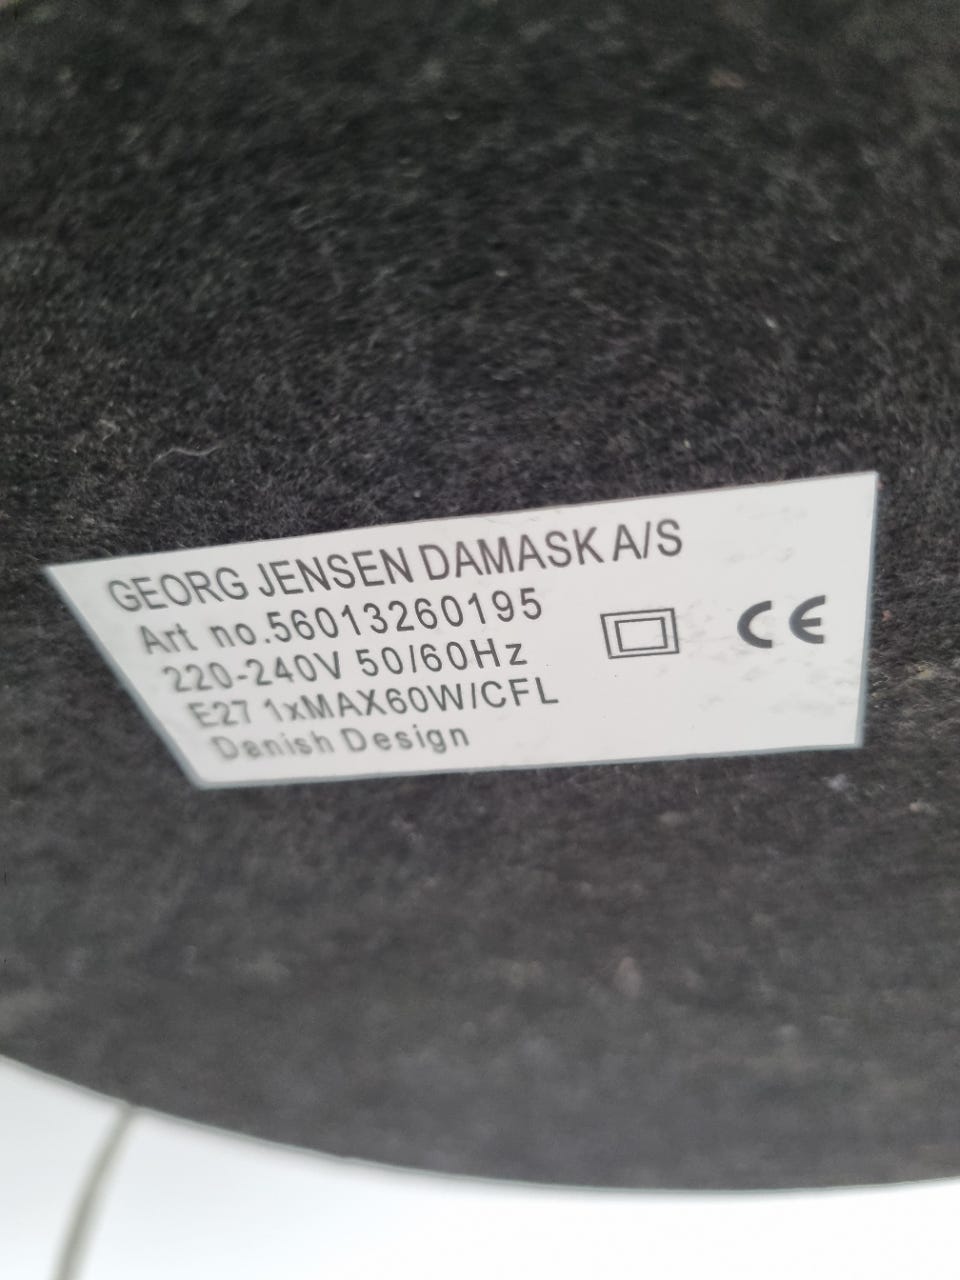 GEORG JENSEN DAMASK A/S
Art no.56013260195
220-240V 50/60Hz
E27 1xMAX60W/CFL
Danish Design
CE